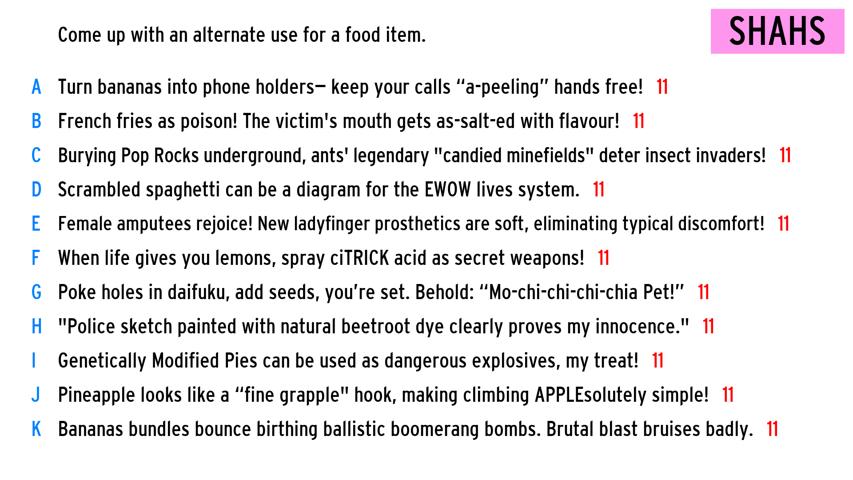 Come up with an alternate use for a food item.
SHAHS
A Turn bananas into phone holders— keep your calls “a-peeling” hands free! 11
B French fries as poison! The victim's mouth gets as-salt-ed with flavour! 11
C Burying Pop Rocks underground, ants' legendary "candied minefields" deter insect invaders! 11
D Scrambled spaghetti can be a diagram for the EWOW lives system. 11
E Female amputees rejoice! New ladyfinger prosthetics are soft, eliminating typical discomfort! 11
F When life gives you lemons, spray ciTRICK acid as secret weapons! 11
G Poke holes in daifuku, add seeds, you’re set. Behold: “Mo-chi-chi-chi-chia Pet!” 11
H "Police sketch painted with natural beetroot dye clearly proves my innocence." 11
I Genetically Modified Pies can be used as dangerous explosives, my treat! 11
J Pineapple looks like a “fine grapple" hook, making climbing APPLEsolutely simple! 11
K Bananas bundles bounce birthing ballistic boomerang bombs. Brutal blast bruises badly. 11